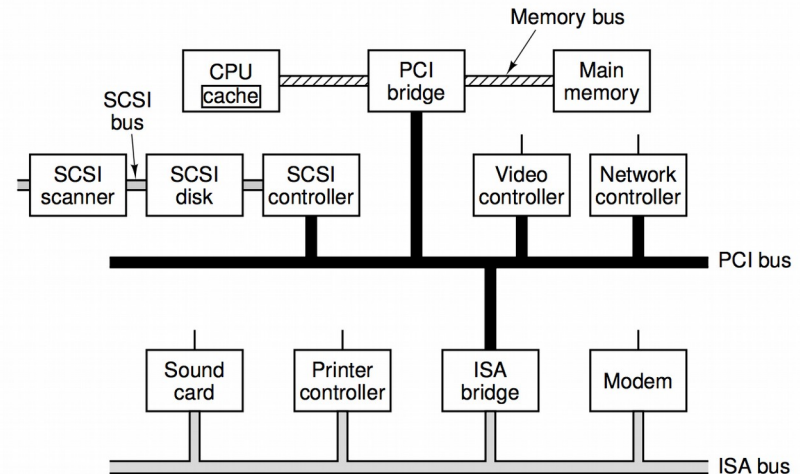 Memory bus
CPU
cache
PCI
bridge
Main
memory
SCSI
bus
SCSI
scanner
SCSI
disk
SCSI
controller
Video
controller
Network
controller
PCI bus
Sound
card
Printer
controller
ISA
bridge
Modem
ISA bus